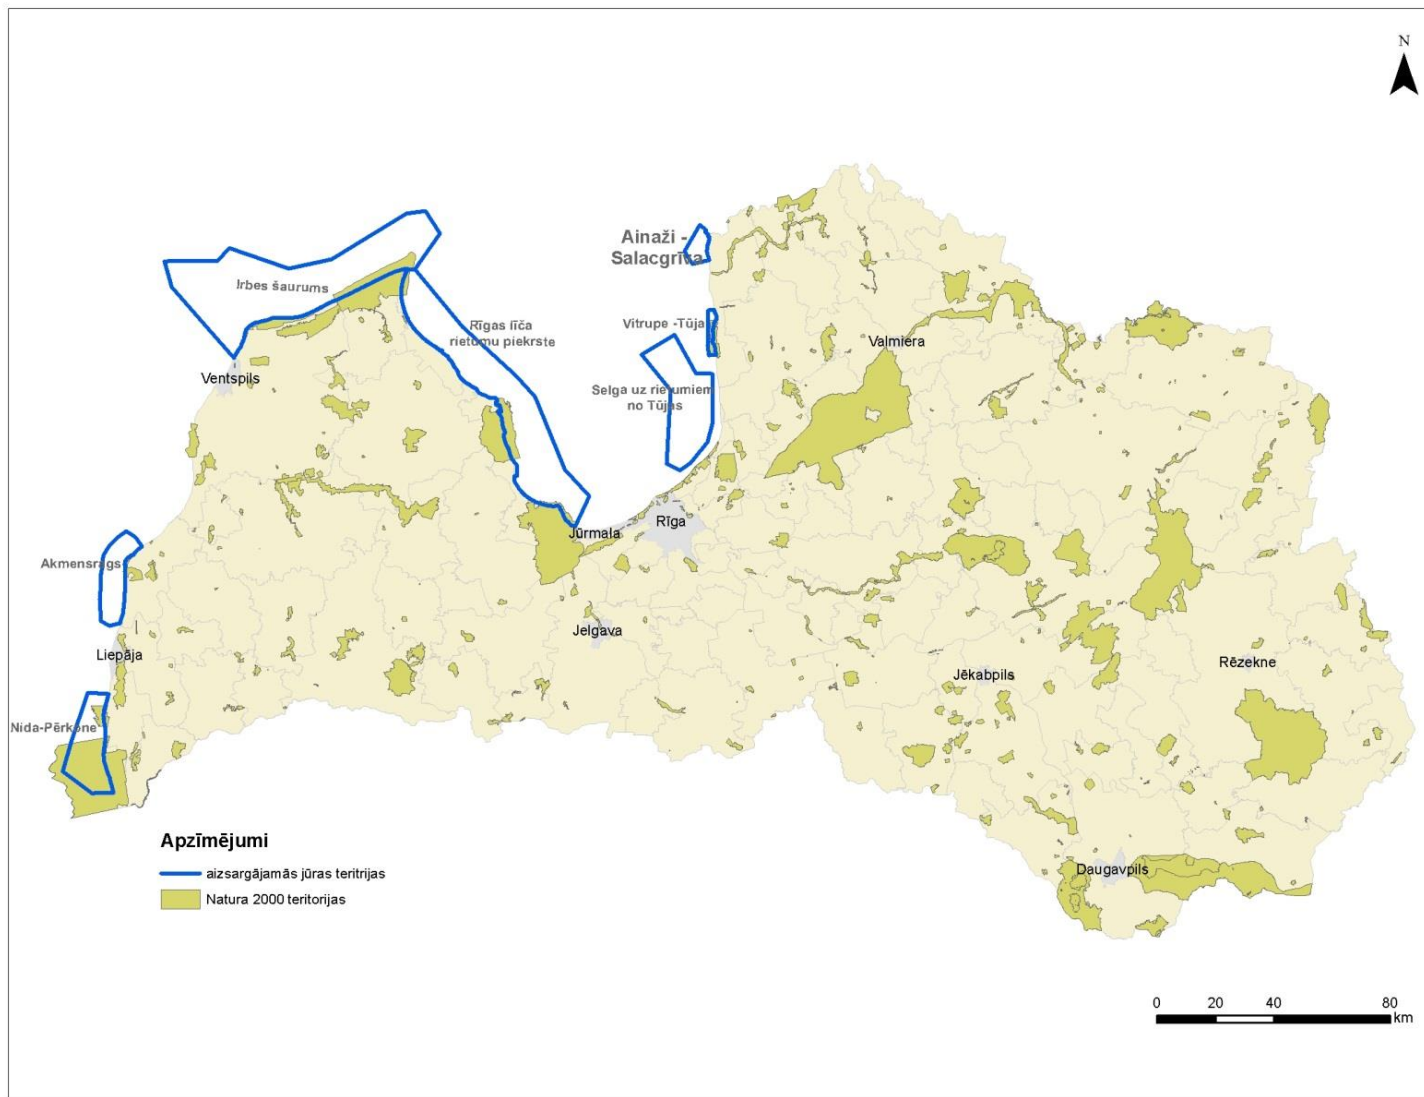 N
Ainaži -
Salacgrīva
Irbes šaurums
Rīgas līča
rietumu piekrste
Vitrupe -Tūja
Valmiera
Ventspils
Selga uz rietumiem
no Tūjas
Rīga
Jūrmala
Akmensrags
Jelgava
Liepāja
Rēzekne
Jēkabpils
Nida-Pērkone
Apzīmējumi
aizsargājamās jūras teritrijas
Natura 2000 teritorijas
Daugavpils
0 20 40 80
km